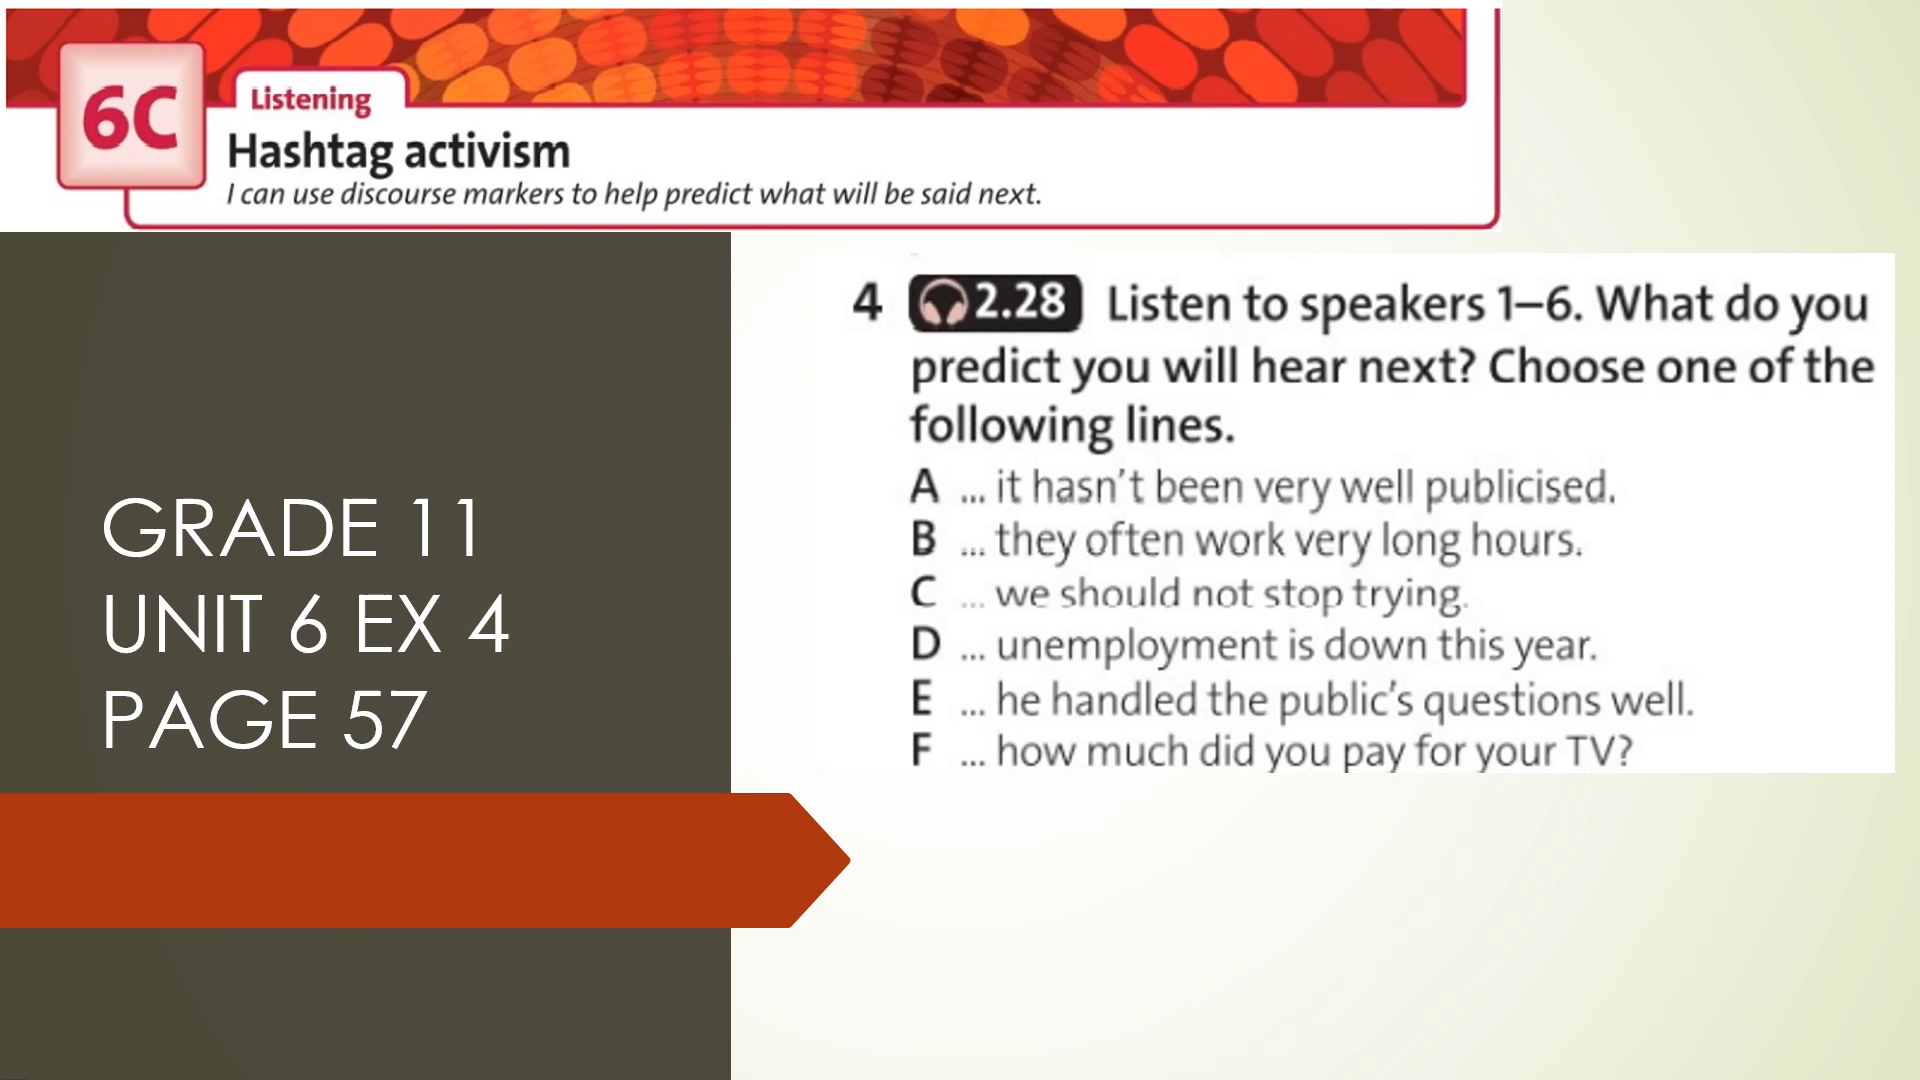 6C
Listening
Hashtag activism
I can use discourse markers to help predict what will be said next.
GRADE 11
UNIT 6 EX 4
PAGE 57
4 2.28 Listen to speakers 1–6. What do you
predict you will hear next? Choose one of the
following lines.
A ... it hasn't been very well publicised.
B ... they often work very long hours.
C ... we should not stop trying.
D ... unemployment is down this year.
E ... he handled the public's questions well.
F ... how much did you pay for your TV?